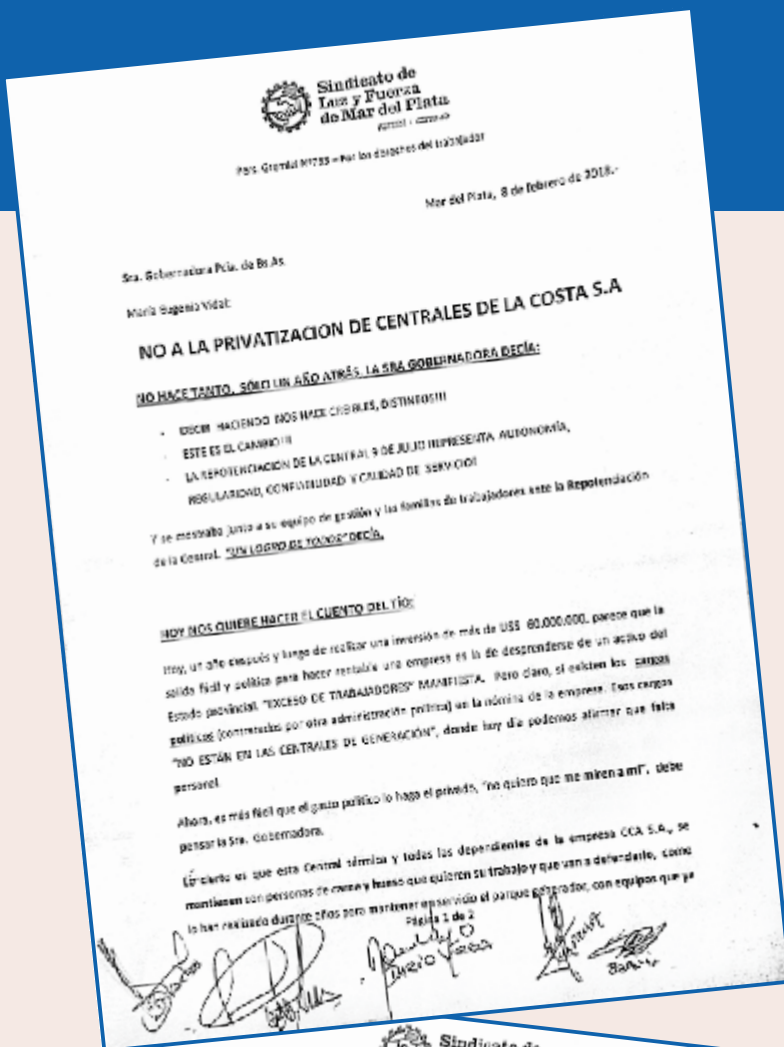 Sindicato de
Luz y Fuerza
de Mar del Plata
Pers. Gremial Nº783 – Por los derechos del trabajador
Mar del Plata, 8 de febrero de 2018.-
Sra. Gobernadora Pcia. de Bs.As.
María Eugenia Vidal:
NO A LA PRIVATIZACION DE CENTRALES DE LA COSTA S.A
NO HACE TANTO, SÓLO UN AÑO ATRÁS, LA SRA GOBERNADORA DECÍA:
HACIENDO NOS HACE CREIBLES, DISTINTOS!!!
ESTE ES EL CAMBIO!!!
LA REPOTENCIACIÓN DE LA CENTRAL 9 DE JULIO REPRESENTA AUTONOMÍA,
REGULARIDAD, CONFIABILIDAD Y CALIDAD DE SERVICIO!
Y se mostraba junto a su equipo de gestión y las familias de trabajadores ante la Repotenciación
de la Central. "UN LOGRO DE TODOS" DECÍA.
HOY NOS QUIERE HACER EL CUENTO DEL TÍO:
Hoy, un año después y luego de realizar una inversión de más de US$ 60.000.000, parece que la
salida fácil y política para hacer rentable una empresa es la de desprenderse de un activo del
Estado provincial. "EXCESO DE TRABAJADORES" MANIFIESTA. Pero claro, si existen los cargos
políticos (contratados por otra administración política) en la nómina de la empresa. Esos cargos
"NO ESTÁN EN LAS CENTRALES DE GENERACIÓN", donde hoy día podemos afirmar que falta
personal.
Ahora, es más fácil que el gasto político lo haga el privado, "no quiero que me miren a mí", debe
pensar la Sra. Gobernadora.
Lo cierto es que esta Central térmica y todas las dependientes de la empresa CCA S.A., se
mantienen con personas de carne y hueso que quieren su trabajo y que van a defenderlo, como
lo han realizado durante años para mantener en servicio el parque generador, con equipos que ya
Página 1 de 2
Sindicato de